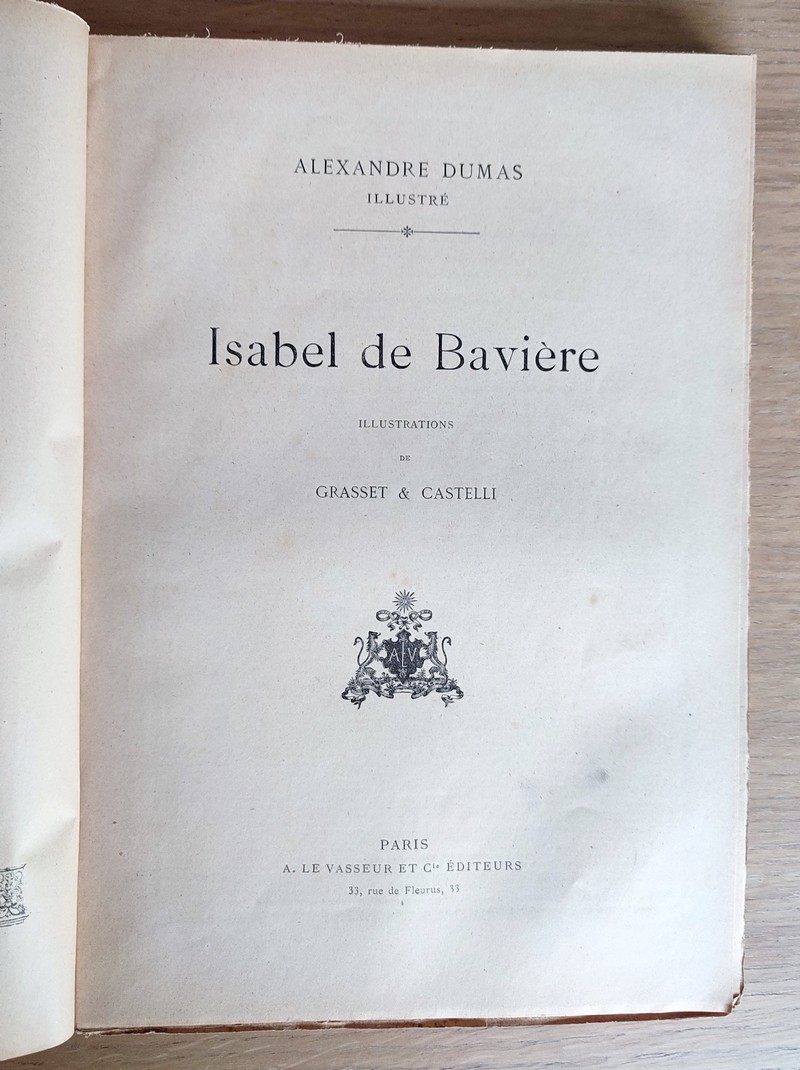 ALEXANDRE DUMAS
ILLUSTRÉ
Isabel de Bavière
ILLUSTRATIONS
DE
GRASSET & CASTELLI
ALV
PARIS
A. LE VASSEUR ET Cie ÉDITEURS
33, rue de Fleurus, 33